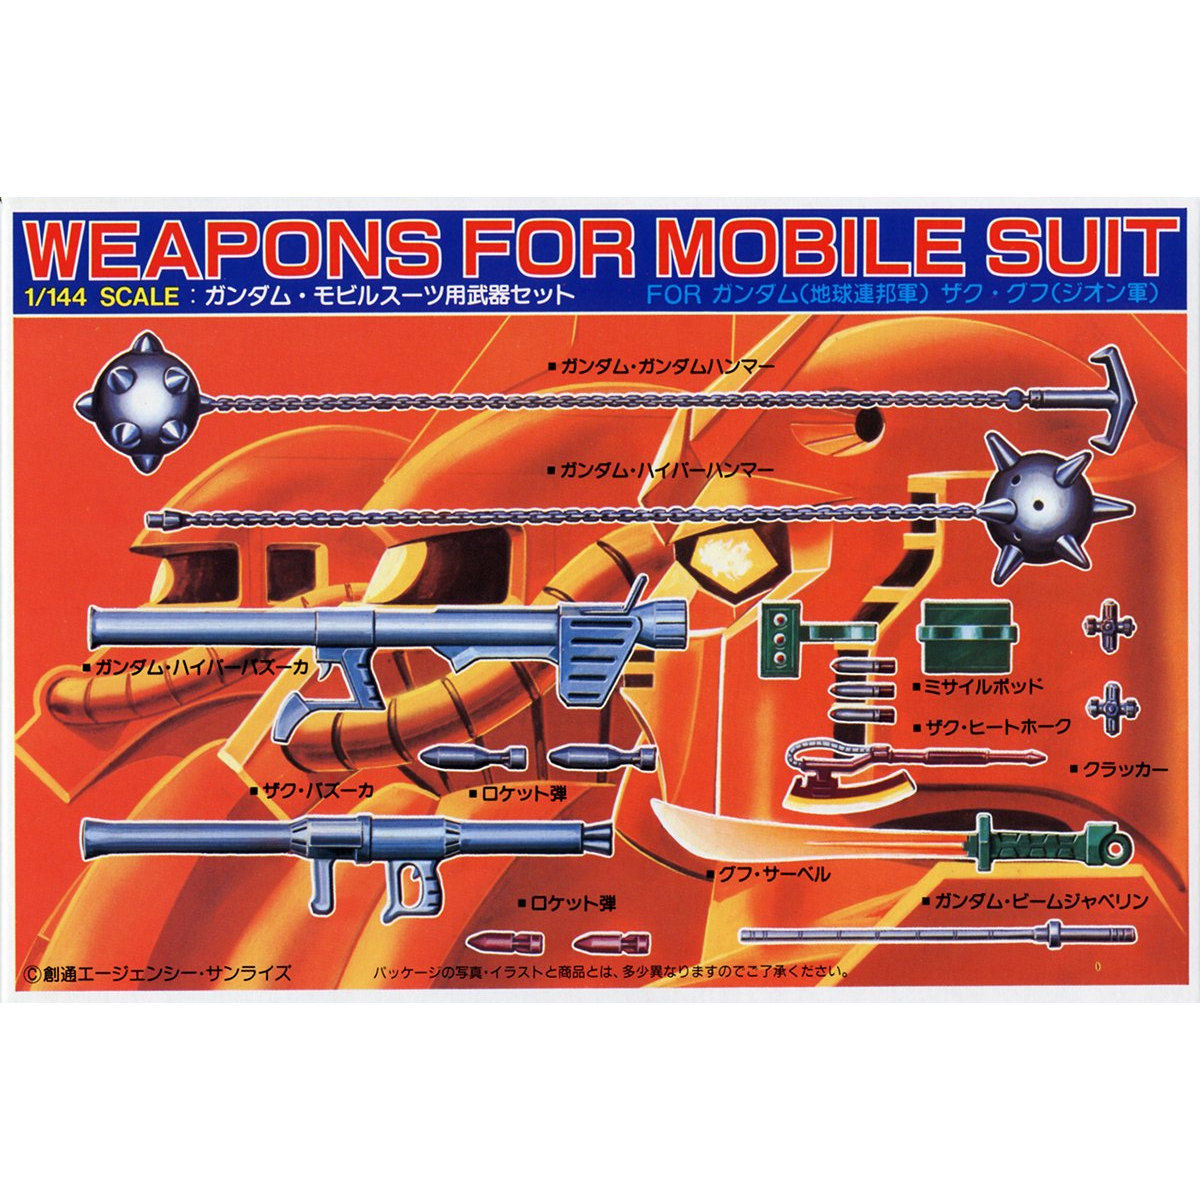 WEAPONS FOR MOBILE SUIT
1/144 SCALE : ガンダム・モビルスーツ用武器セット
FOR ガンダム(地球連邦軍) ザク・グフ(ジオン軍)
■ガンダム・ガンダムハンマー
■ガンダム・ハイパーハンマー
■ガンダム・ハイパーバズーカ
■ミサイルポッド
■ザク・ヒートホーク
■クラッカー
■ザク・バズーカ
■ロケット弾
■グフ・サーベル
■ロケット弾
■ガンダム・ビームジャベリン
©創通エージェンシー・サンライズ
パッケージの写真・イラストと商品とは、多少異なりますのでご了承ください。